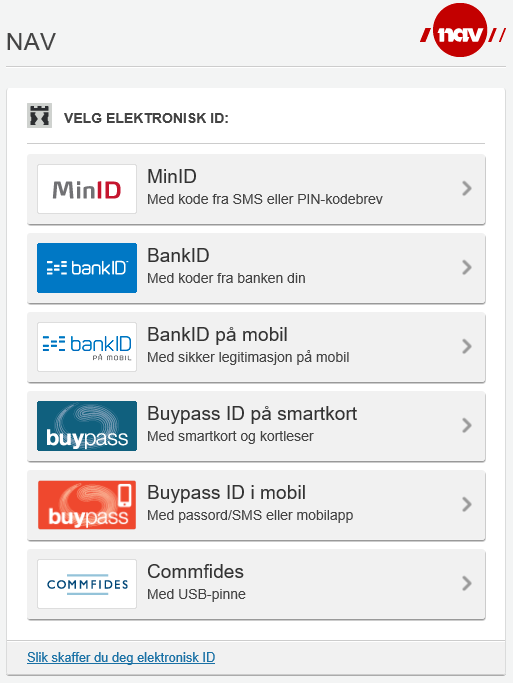 NAV
nav
VELG ELEKTRONISK ID:
MinID
MinID
Med kode fra SMS eller PIN-kodebrev
bankID
BankID
Med koder fra banken din
bankID
PÅ MOBIL
BankID på mobil
Med sikker legitimasjon på mobil
buypass
Buypass ID på smartkort
Med smartkort og kortleser
buypass
Buypass ID i mobil
Med passord/SMS eller mobilapp
COMMFIDES
Commfides
Med USB-pinne
Slik skaffer du deg elektronisk ID